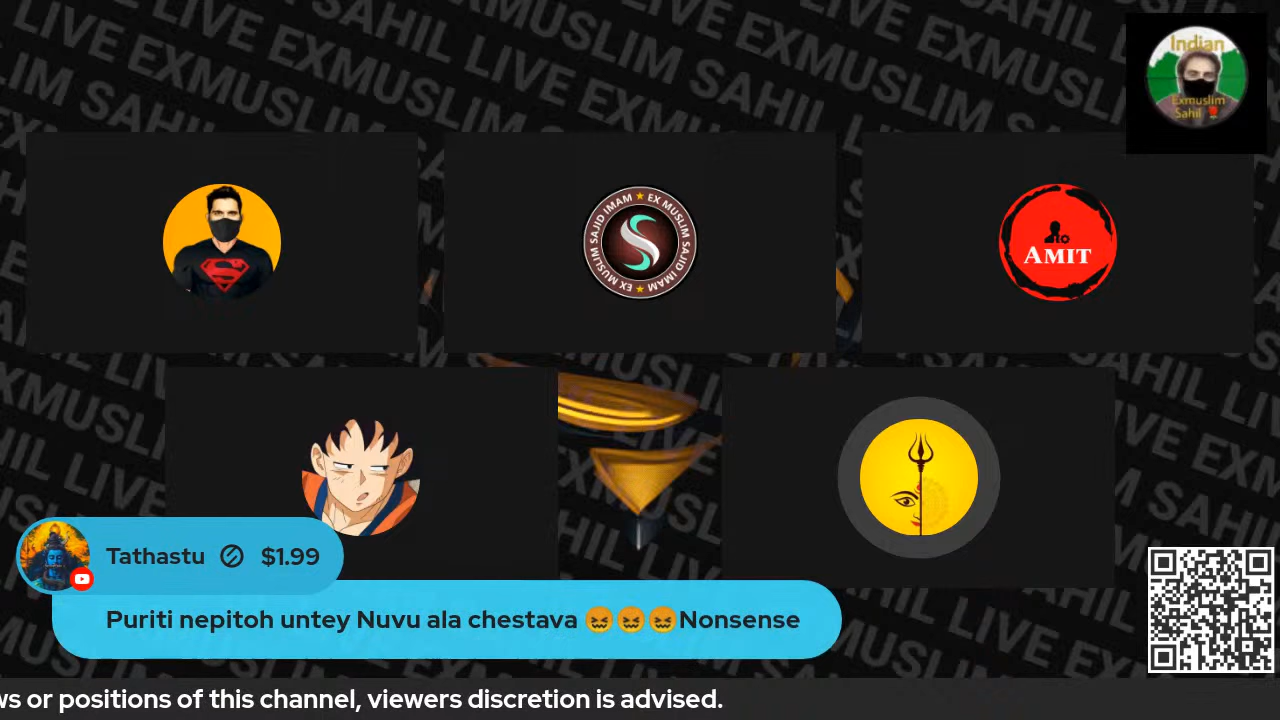 Indian
Exmuslim
Sahil
EX MUSLIM SAJID IMAM ★ EX MUSLIM SAJID IMAM ★
AMIT
Tathastu $1.99
Puriti nepitoh untey Nuvu ala chestava 😖😖😖Nonsense
ws or positions of this channel, viewers discretion is advised.